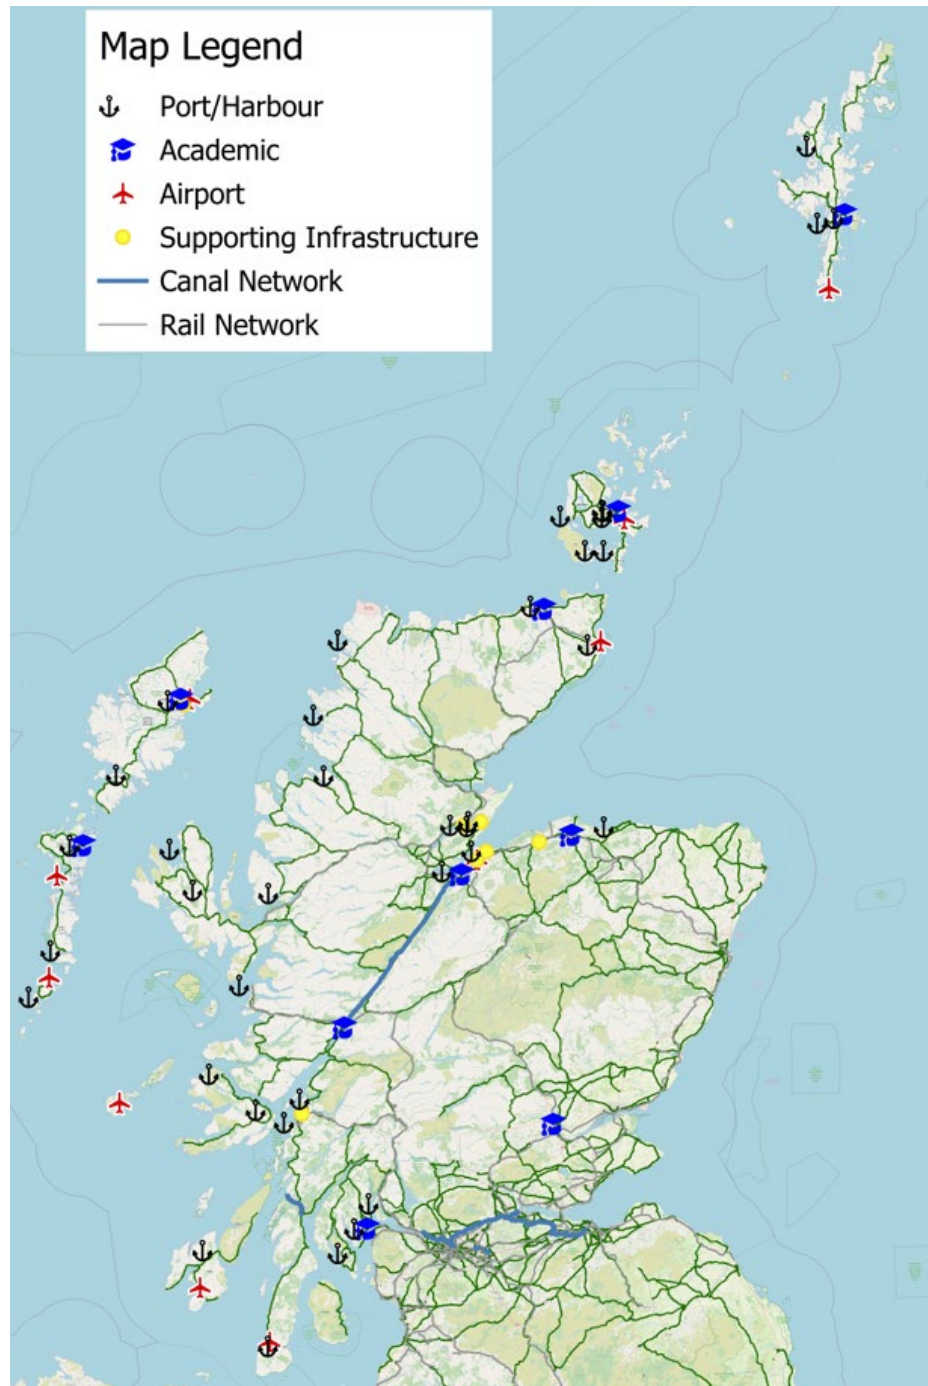 Map Legend
Port/Harbour
Academic
Airport
Supporting Infrastructure
Canal Network
Rail Network